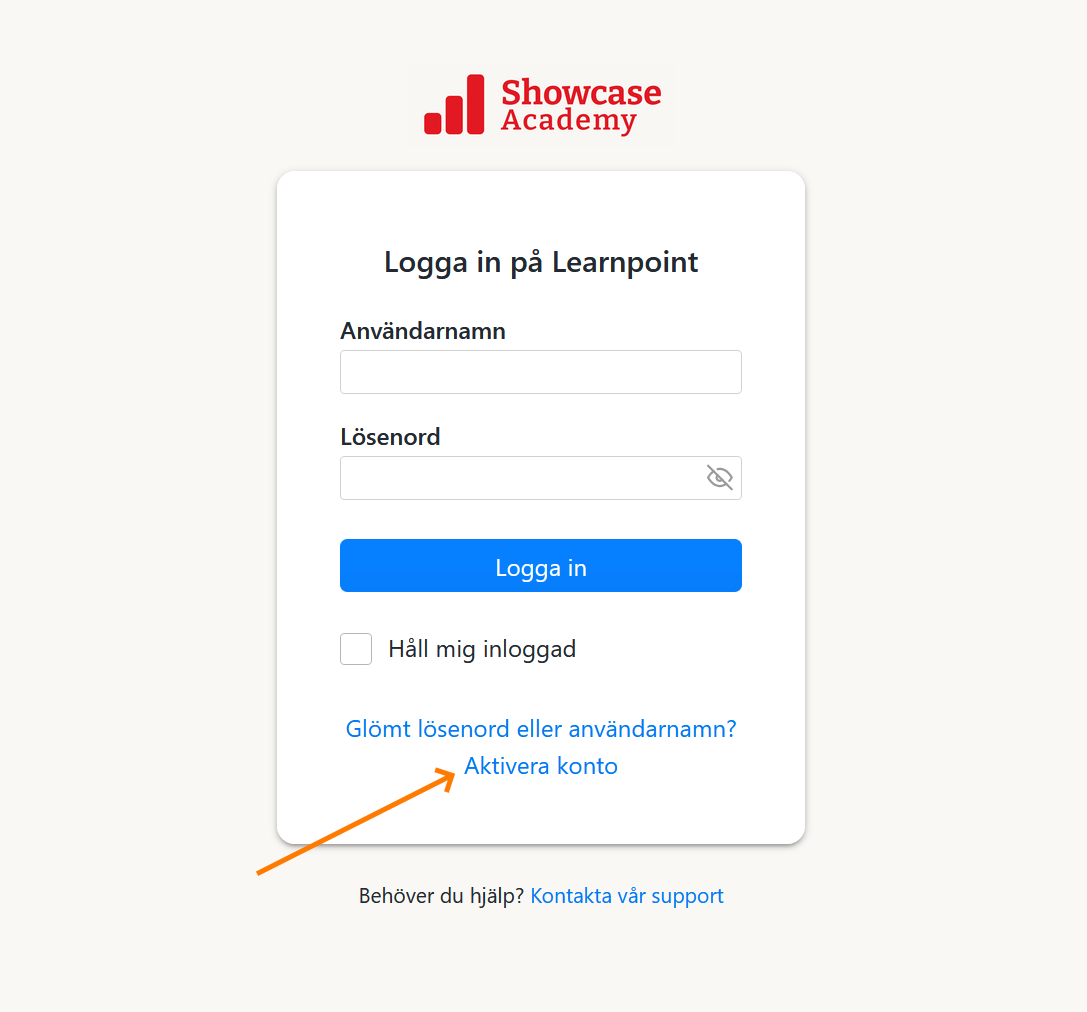 Showcase
Academy
Logga in på Learnpoint
Användarnamn
Lösenord
Logga in
Håll mig inloggad
Glömt lösenord eller användarnamn?
Aktivera konto
Behöver du hjälp? Kontakta vår support